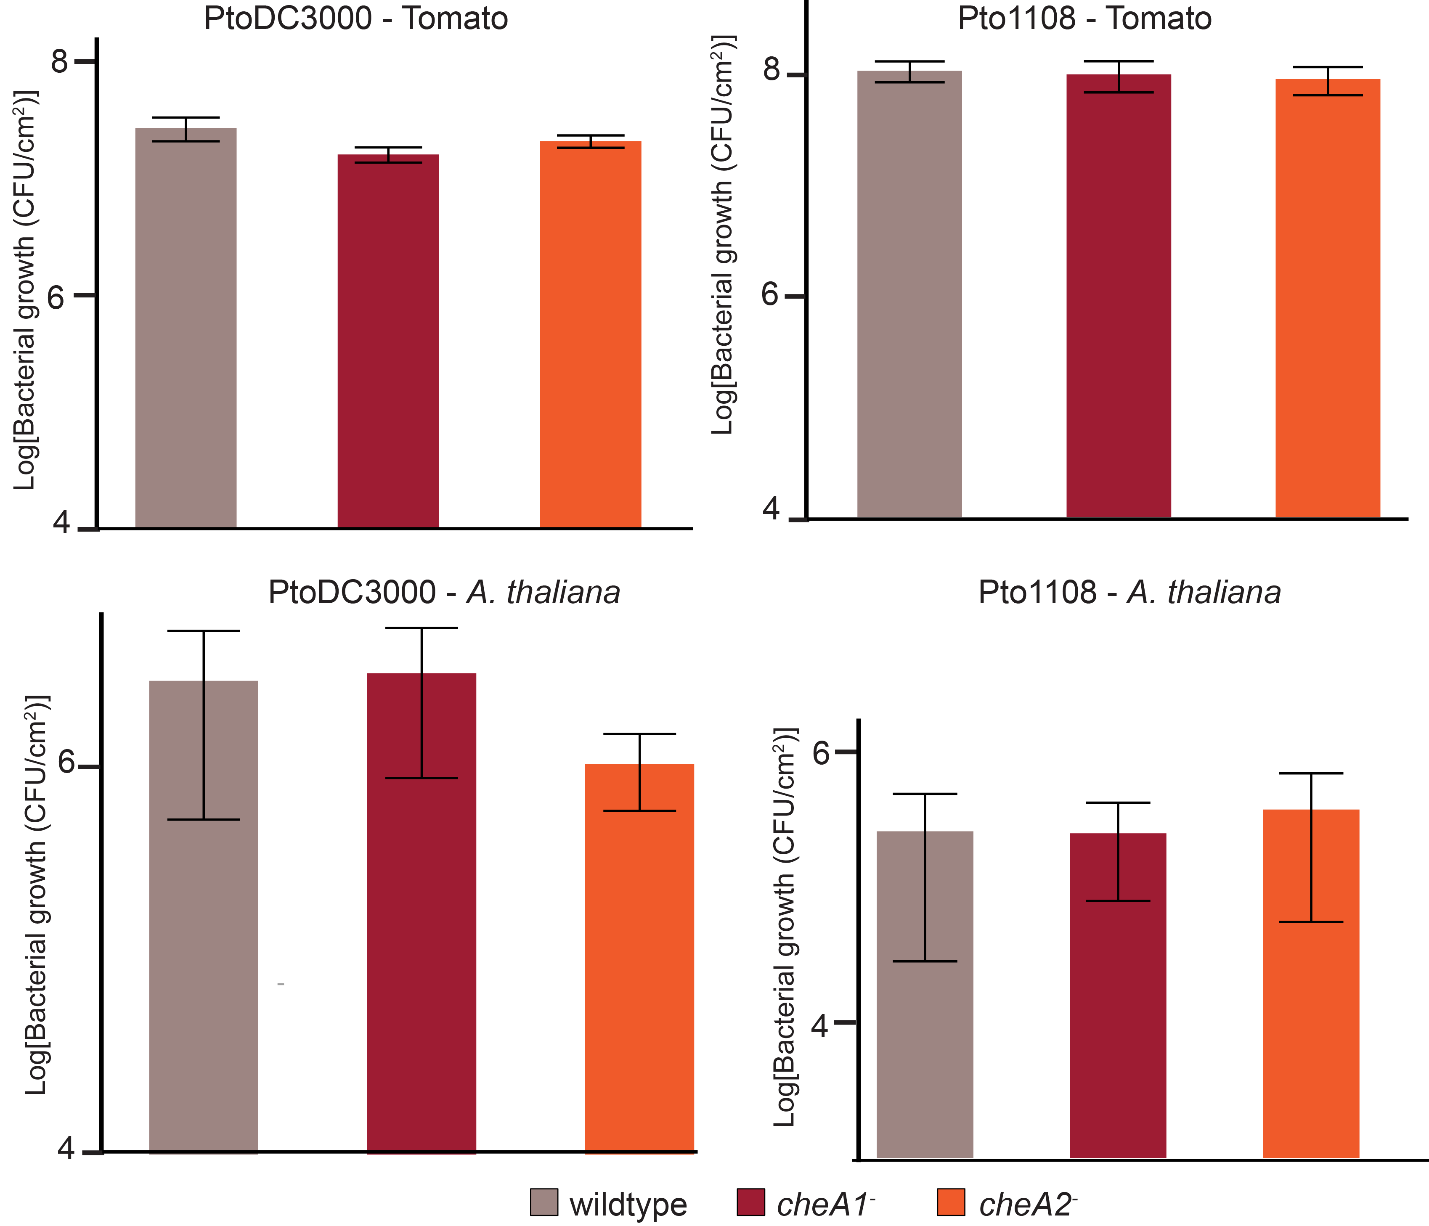 PtoDC3000 - Tomato
Log[Bacterial growth (CFU/cm²)]
8
6
4
Pto1108 - Tomato
Log[Bacterial growth (CFU/cm²)]
8
6
4
PtoDC3000 - A. thaliana
Log[Bacterial growth (CFU/cm²)]
6
4
Pto1108 - A. thaliana
Log[Bacterial growth (CFU/cm²)]
6
4
wildtype cheA1⁻ cheA2⁻